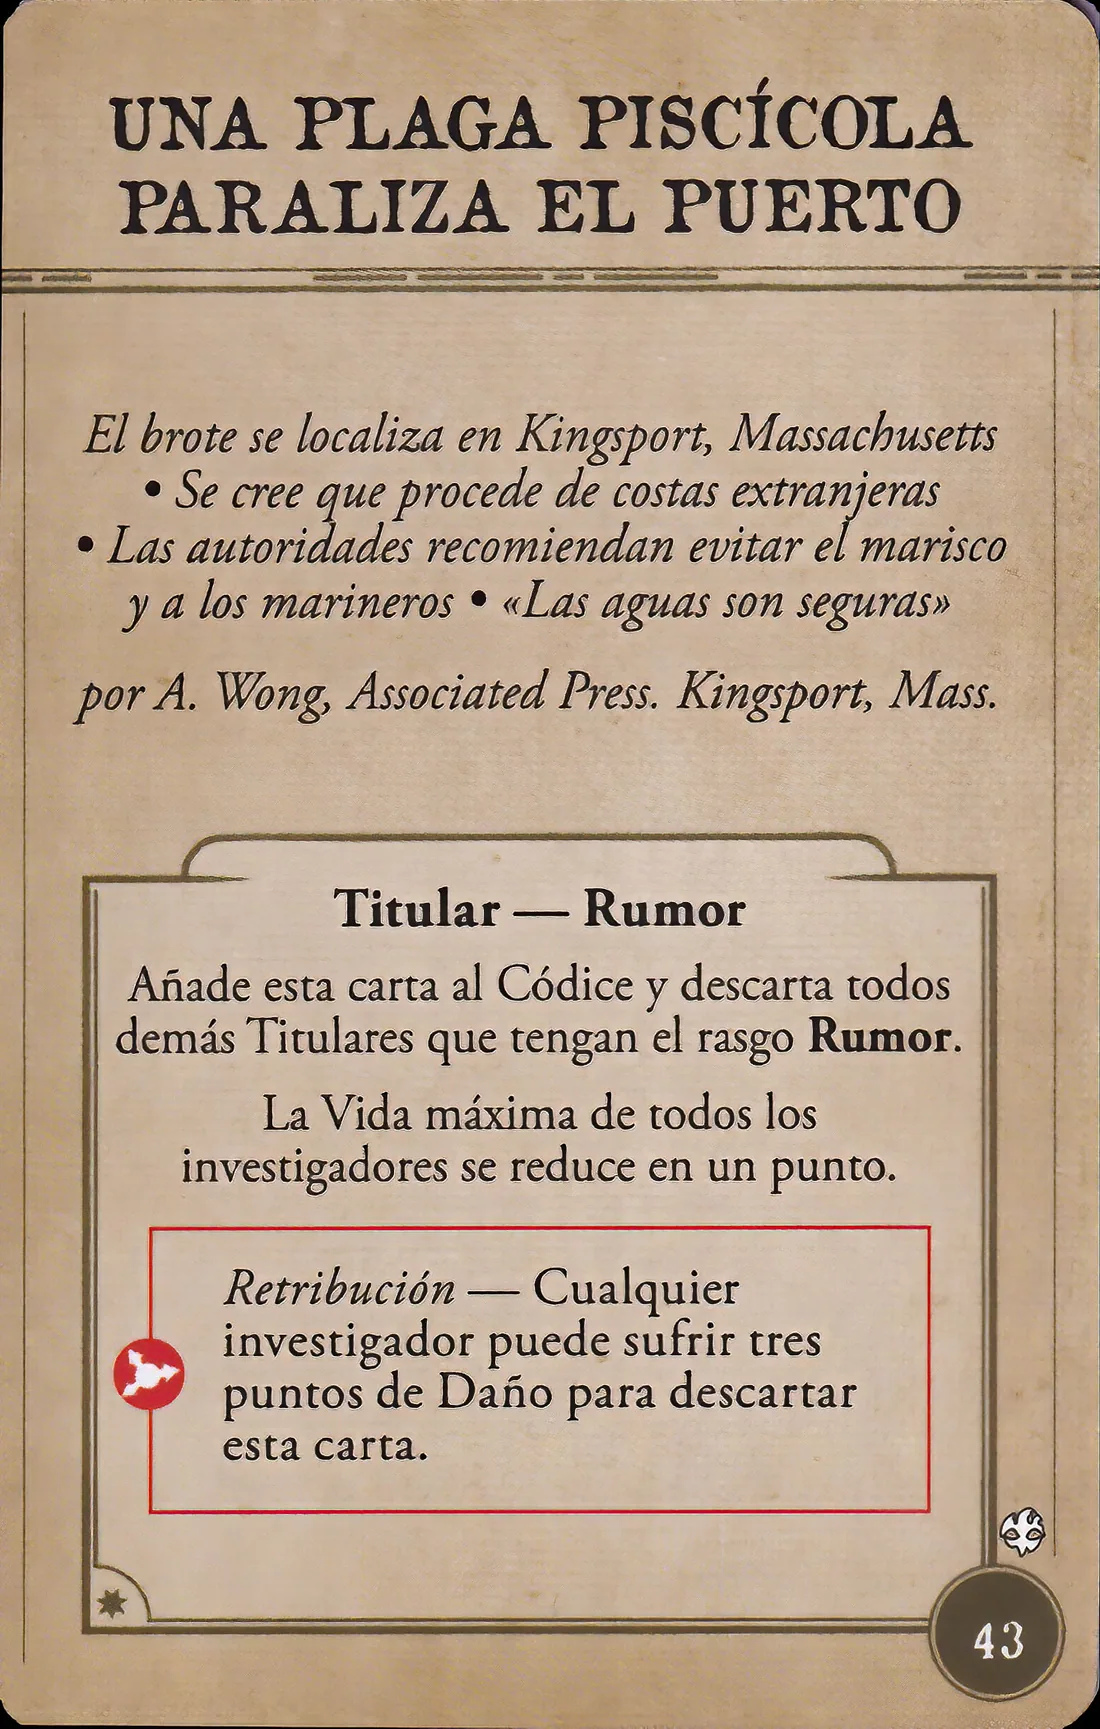 UNA PLAGA PISCÍCOLA
PARALIZA EL PUERTO
El brote se localiza en Kingsport, Massachusetts
• Se cree que procede de costas extranjeras
• Las autoridades recomiendan evitar el marisco
y a los marineros • «Las aguas son seguras»
por A. Wong, Associated Press. Kingsport, Mass.
Titular — Rumor
Añade esta carta al Códice y descarta todos
demás Titulares que tengan el rasgo Rumor.
La Vida máxima de todos los
investigadores se reduce en un punto.
Retribución — Cualquier
investigador puede sufrir tres
puntos de Daño para descartar
esta carta.
43